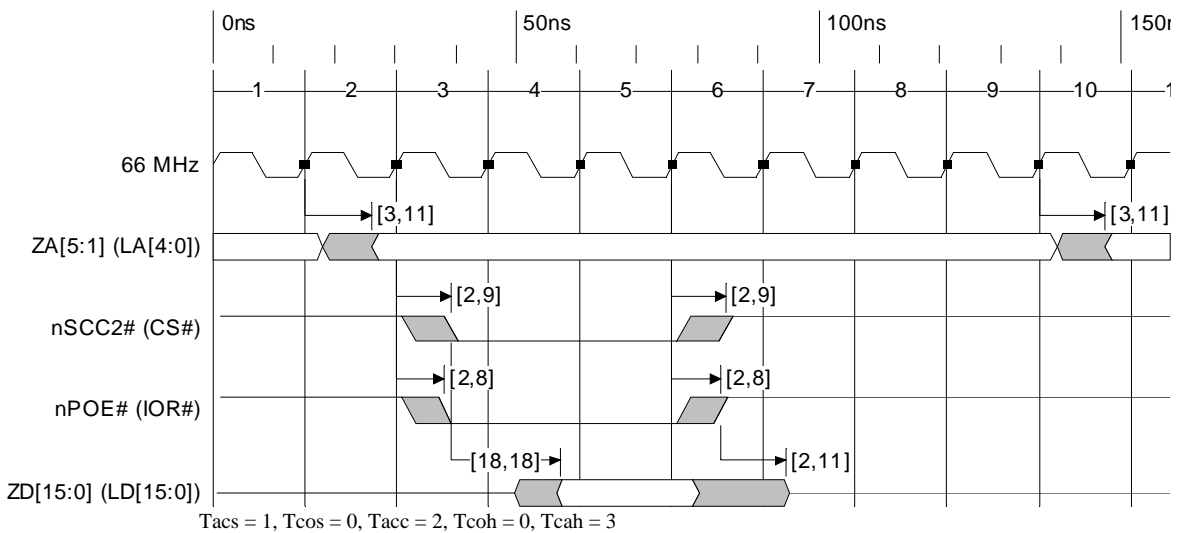 0ns 50ns 100ns 150n
1 2 3 4 5 6 7 8 9 10 1
66 MHz
[3,11] [3,11]
ZA[5:1] (LA[4:0])
[2,9] [2,9]
nSCC2# (CS#)
[2,8] [2,8]
nPOE# (IOR#)
[18,18] [2,11]
ZD[15:0] (LD[15:0])
Tacs = 1, Tcos = 0, Tacc = 2, Tcoh = 0, Tcah = 3